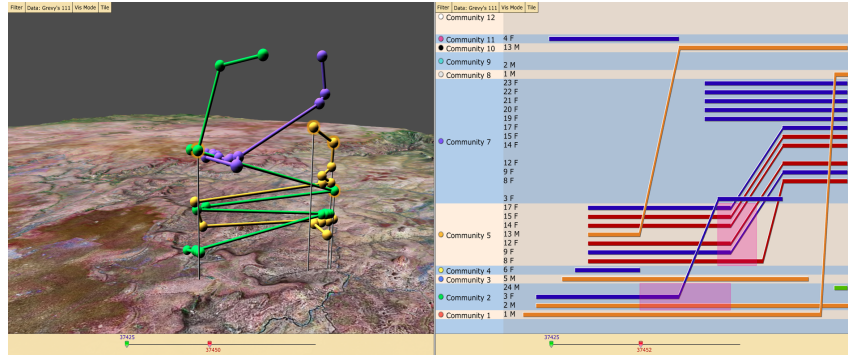 Filter Data: Grevy's 111 Vis Mode Tile
37425
37450
Filter Data: Grevy's 111 Vis Mode Tile
Community 12
Community 11 4 F
Community 10 13 M
Community 9
2 M
Community 8 1 M
23 F
22 F
21 F
20 F
19 F
17 F
15 F
Community 7
14 F
12 F
9 F
8 F
3 F
17 F
15 F
14 F
Community 5 13 M
12 F
9 F
8 F
Community 4 6 F
Community 3 5 M
24 M
Community 2 3 F
2 M
Community 1 1 M
37425
37452